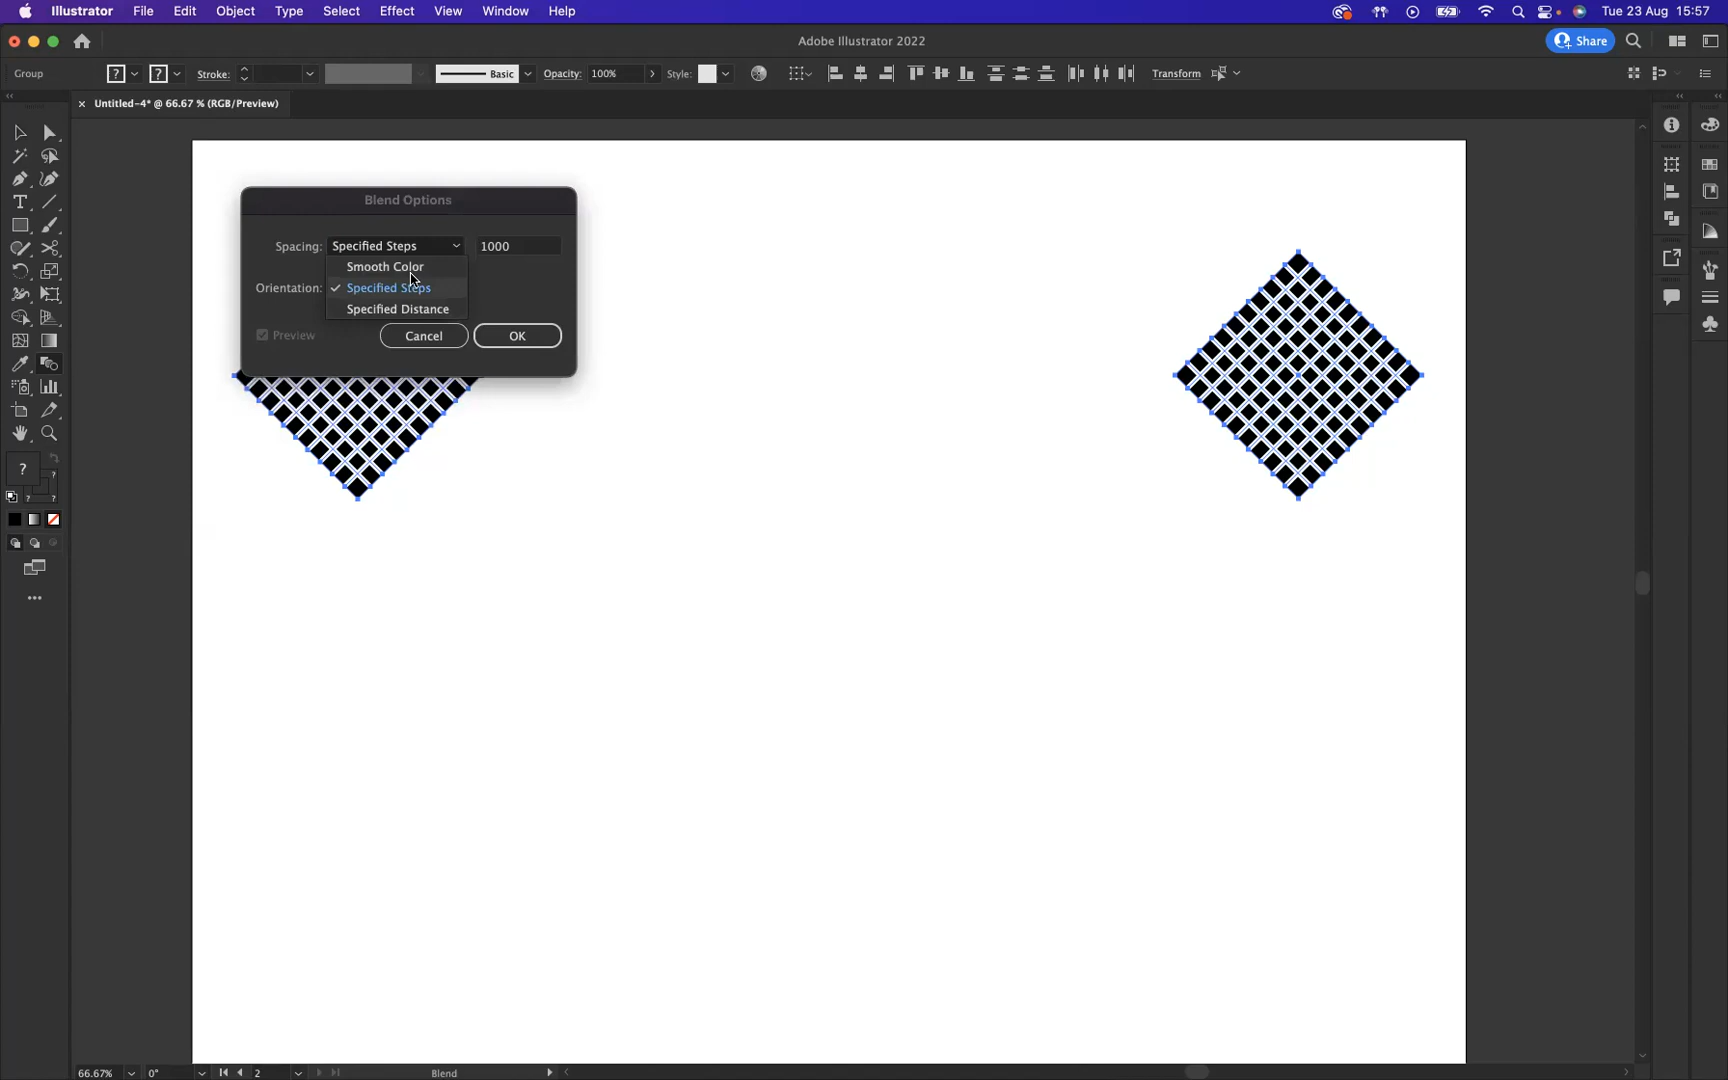 Illustrator File Edit Object Type Select Effect View Window Help Tue 23 Aug 15:57
Adobe Illustrator 2022 Share
Group ? ? Stroke: Basic Opacity: 100% Style: Transform
× Untitled-4* @ 66.67 % (RGB/Preview)
Blend Options
Spacing: Specified Steps 1000
Smooth Color
Orientation: ✓ Specified Steps
Specified Distance
Preview Cancel OK
?
?
? ?
66.67% 0° 2 Blend